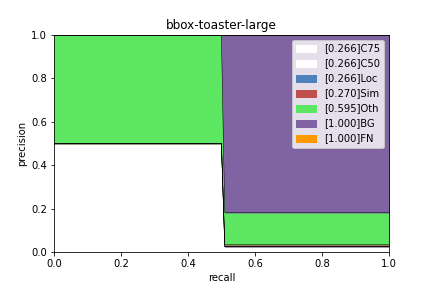 bbox-toaster-large
1.0
0.8
0.6
0.4
0.2
0.0
precision
[0.266]C75
[0.266]C50
[0.266]Loc
[0.270]Sim
[0.595]Oth
[1.000]BG
[1.000]FN
0.0 0.2 0.4 0.6 0.8 1.0
recall